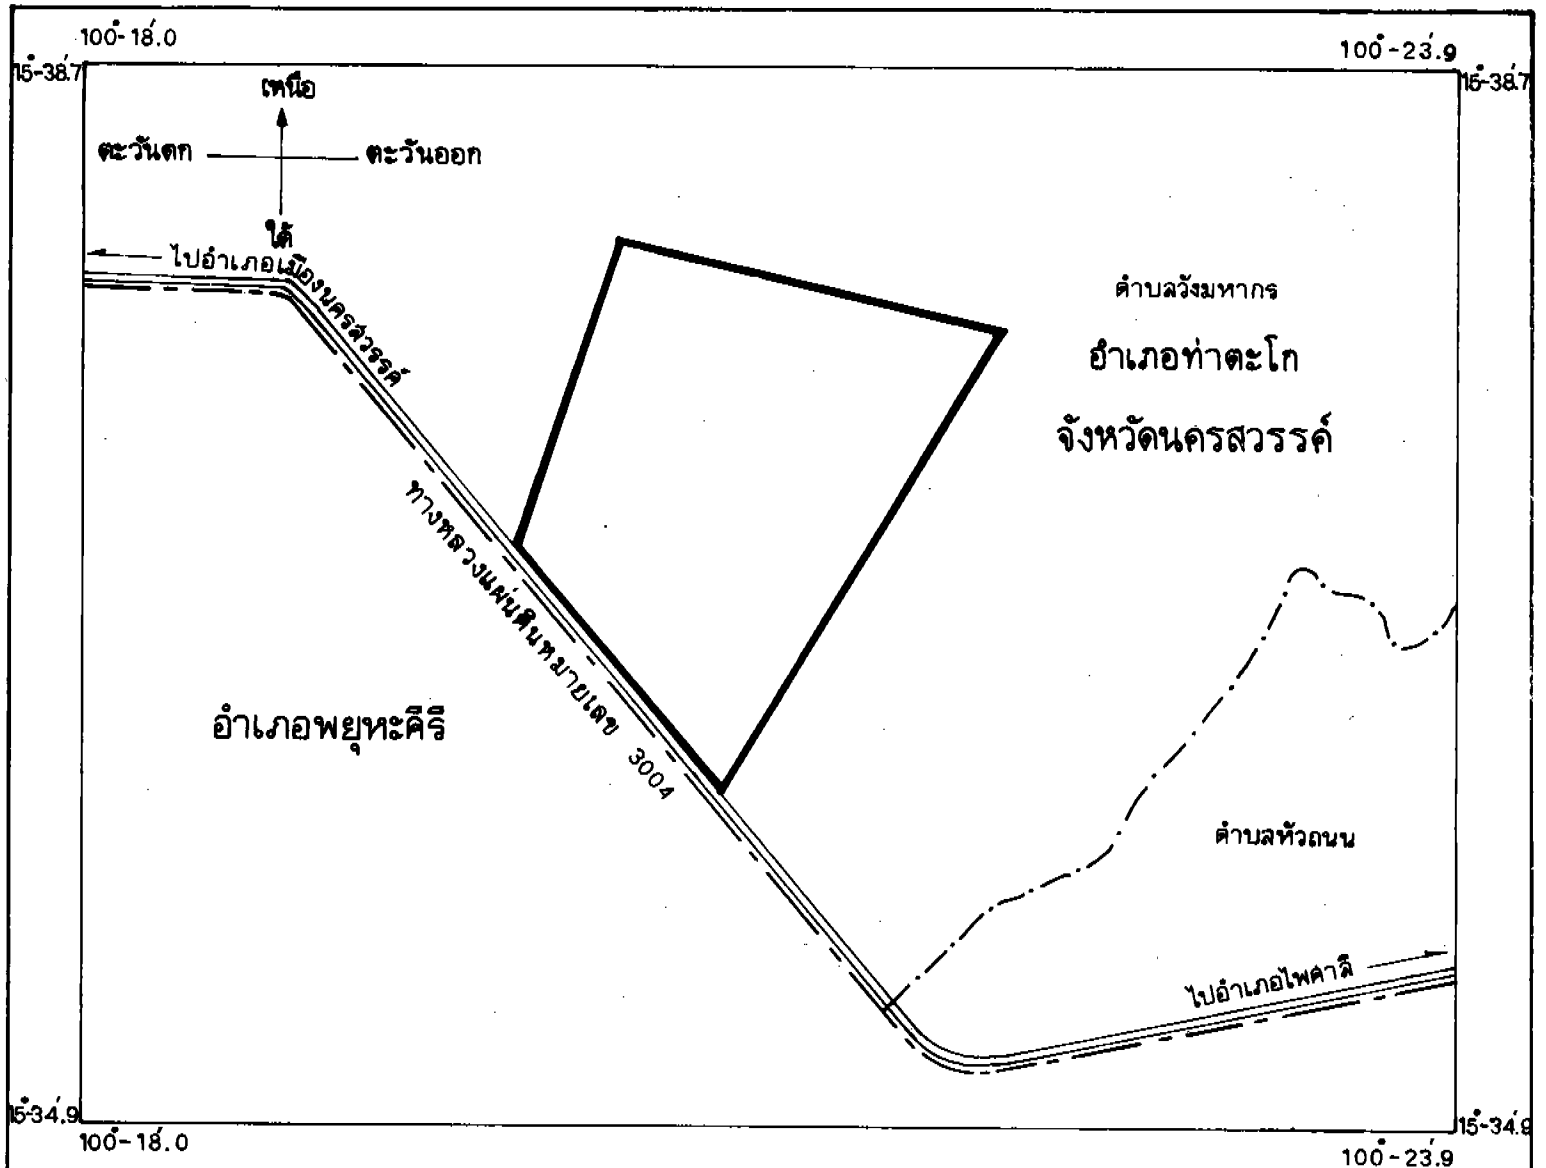 100°-18.́0
100°-23.́9
15°-38.́7
15°-38.́7
เหนือ
ตะวันตก
ตะวันออก
ใต้
ไปอำเภอเมืองนครสวรรค์
ตำบลวังมหากร
อำเภอท่าตะโก
จังหวัดนครสวรรค์
ทางหลวงแผ่นดินหมายเลข 3004
อำเภอพยุหะคีรี
ตำบลหัวถนน
ไปอำเภอไพศาลี
15°-34.́9
15°-34.́9
100°-18.́0
100°-23.́9